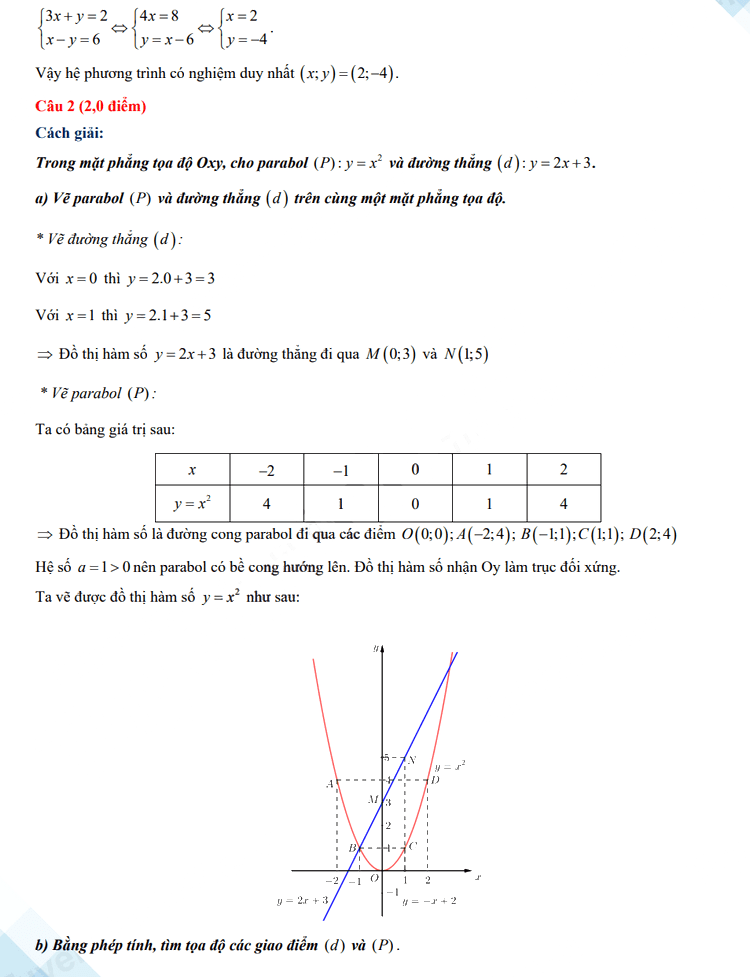 {3x + y = 2 ⇔ {4x = 8 ⇔ {x = 2
{x − y = 6 {y = x − 6 {y = −4 .
Vậy hệ phương trình có nghiệm duy nhất (x; y) = (2; −4).
Câu 2 (2,0 điểm)
Cách giải:
Trong mặt phẳng tọa độ Oxy, cho parabol (P): y = x² và đường thẳng (d): y = 2x + 3.
a) Vẽ parabol (P) và đường thẳng (d) trên cùng một mặt phẳng tọa độ.
* Vẽ đường thẳng (d):
Với x = 0 thì y = 2.0 + 3 = 3
Với x = 1 thì y = 2.1 + 3 = 5
⇒ Đồ thị hàm số y = 2x + 3 là đường thẳng đi qua M(0;3) và N(1;5)
* Vẽ parabol (P):
Ta có bảng giá trị sau:
x −2 −1 0 1 2
y = x² 4 1 0 1 4
⇒ Đồ thị hàm số là đường cong parabol đi qua các điểm O(0;0); A(−2;4); B(−1;1); C(1;1); D(2;4)
Hệ số a = 1 > 0 nên parabol có bề cong hướng lên. Đồ thị hàm số nhận Oy làm trục đối xứng.
Ta vẽ được đồ thị hàm số y = x² như sau:
y
5 N
y = x²
A 4 D
M 3
2
B 1 C
−2 −1 O 1 2 x
−1
y = 2x + 3 y = −x + 2
b) Bằng phép tính, tìm tọa độ các giao điểm (d) và (P).